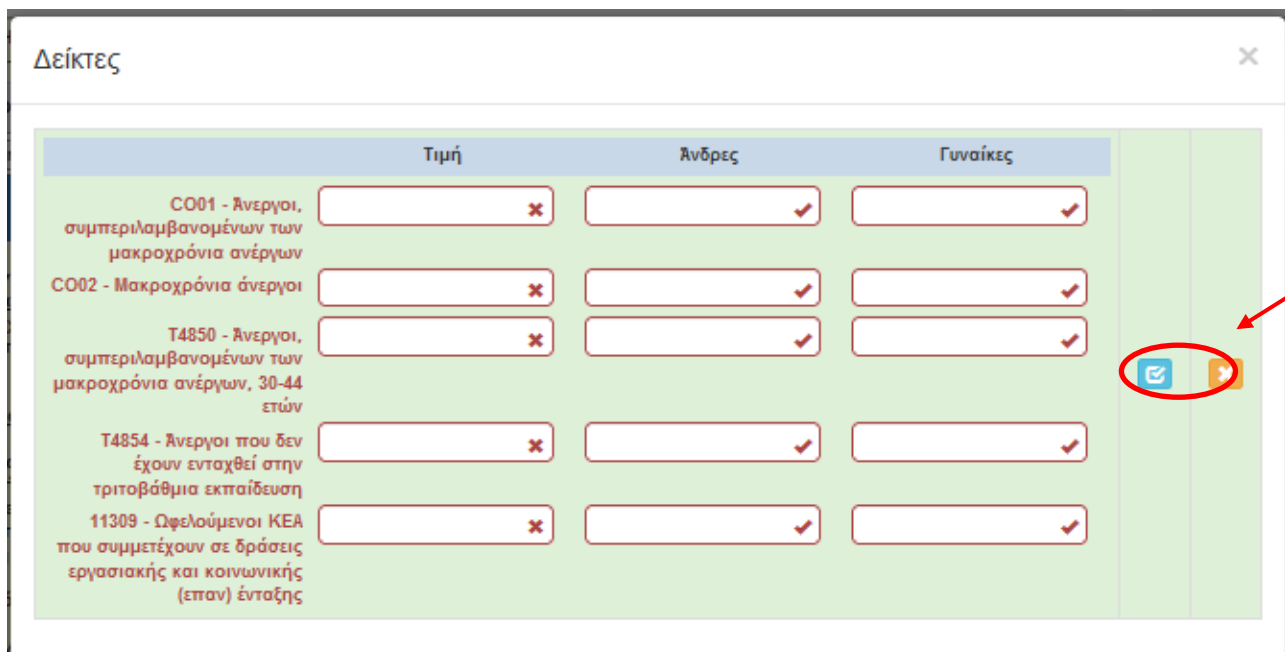 Δείκτες
Τιμή Άνδρες Γυναίκες
CO01 - Άνεργοι,
συμπεριλαμβανομένων των
μακροχρόνια ανέργων
CO02 - Μακροχρόνια άνεργοι
T4850 - Άνεργοι,
συμπεριλαμβανομένων των
μακροχρόνια ανέργων, 30-44
ετών
T4854 - Άνεργοι που δεν
έχουν ενταχθεί στην
τριτοβάθμια εκπαίδευση
11309 - Ωφελούμενοι ΚΕΑ
που συμμετέχουν σε δράσεις
εργασιακής και κοινωνικής
(επαν) ένταξης